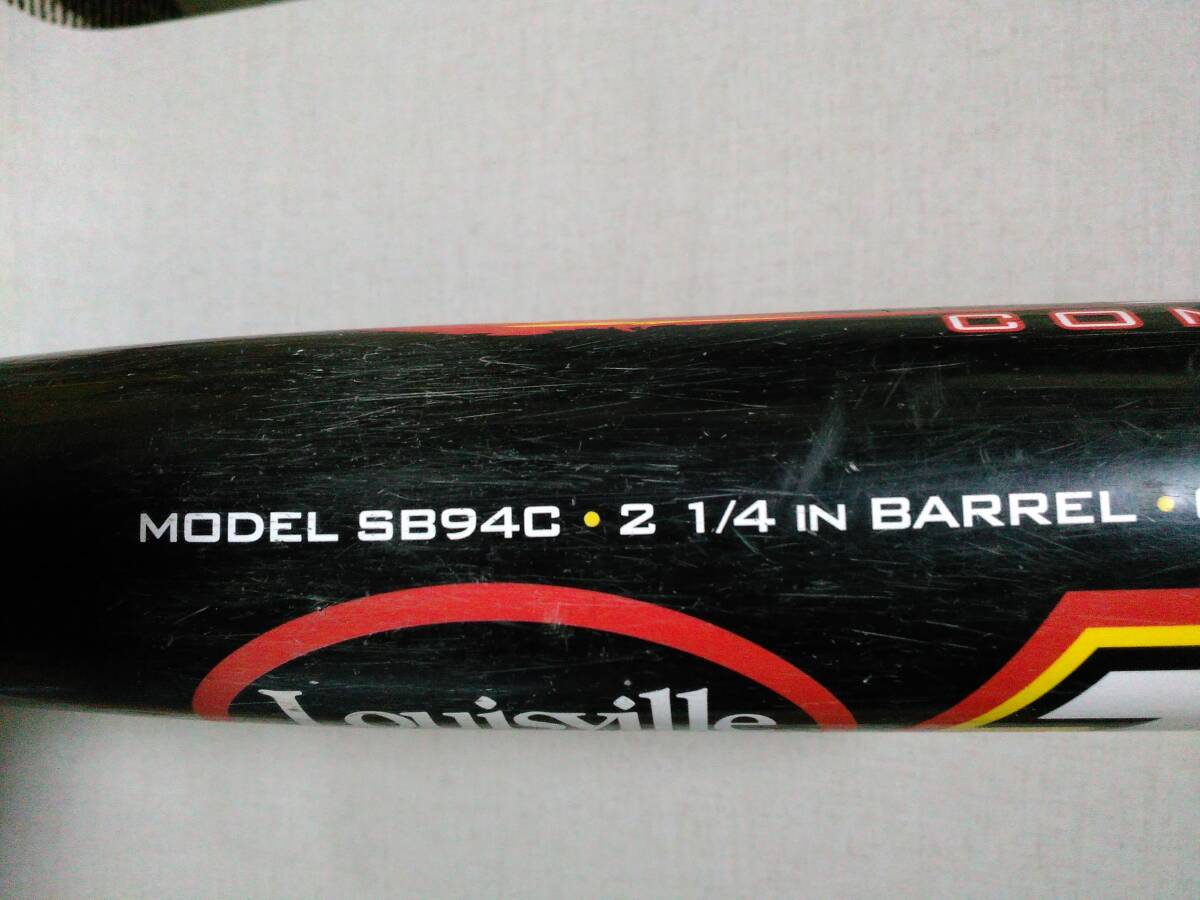 MODEL SB94C • 2 1/4 IN BARREL •
Louisville